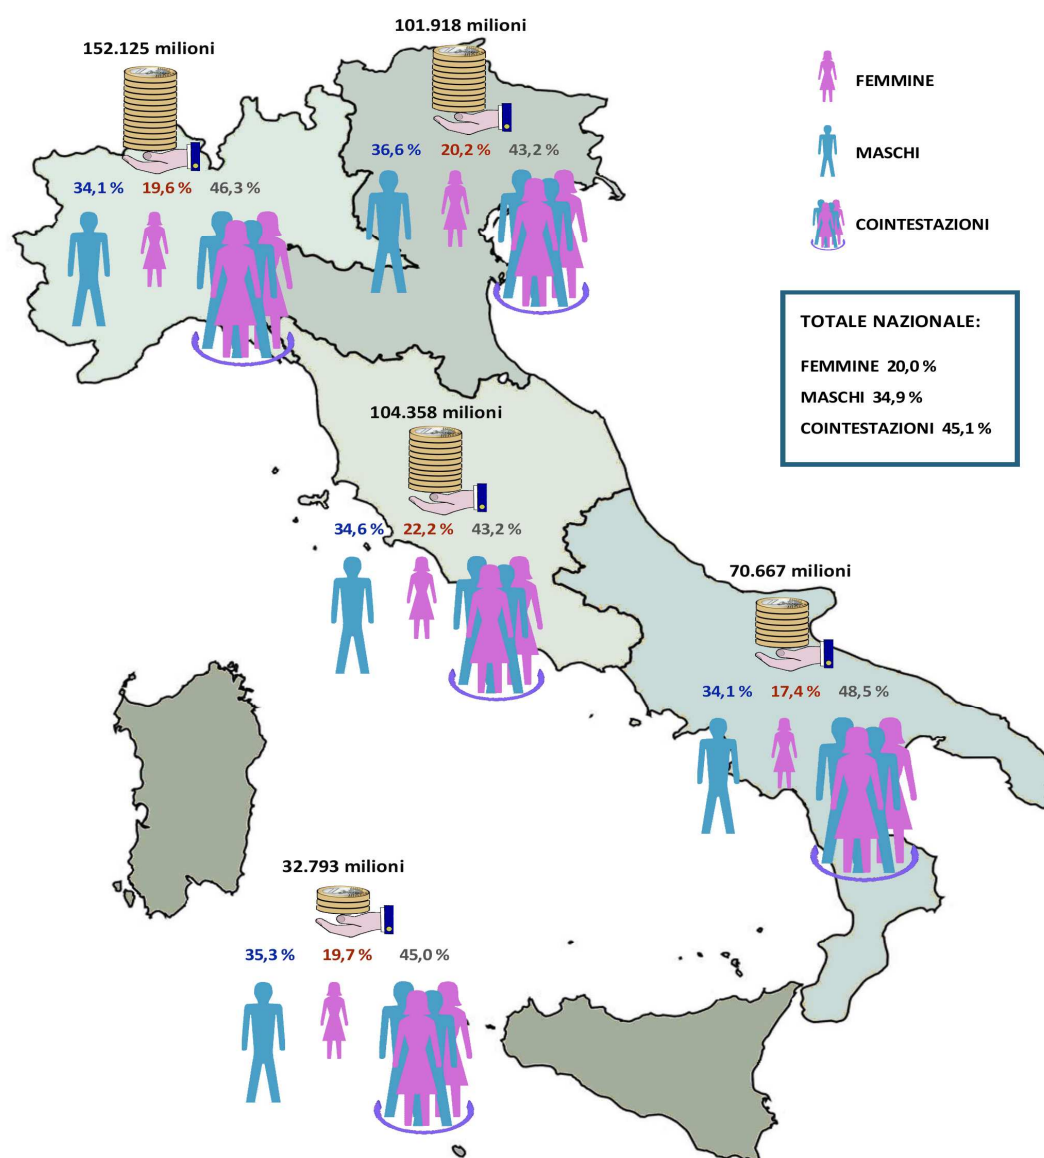 101.918 milioni
152.125 milioni
FEMMINE
36,6 % 20,2 % 43,2 %
MASCHI
34,1 % 19,6 % 46,3 %
COINTESTAZIONI
TOTALE NAZIONALE:
FEMMINE 20,0 %
MASCHI 34,9 %
COINTESTAZIONI 45,1 %
104.358 milioni
34,6 % 22,2 % 43,2 %
70.667 milioni
34,1 % 17,4 % 48,5 %
32.793 milioni
35,3 % 19,7 % 45,0 %